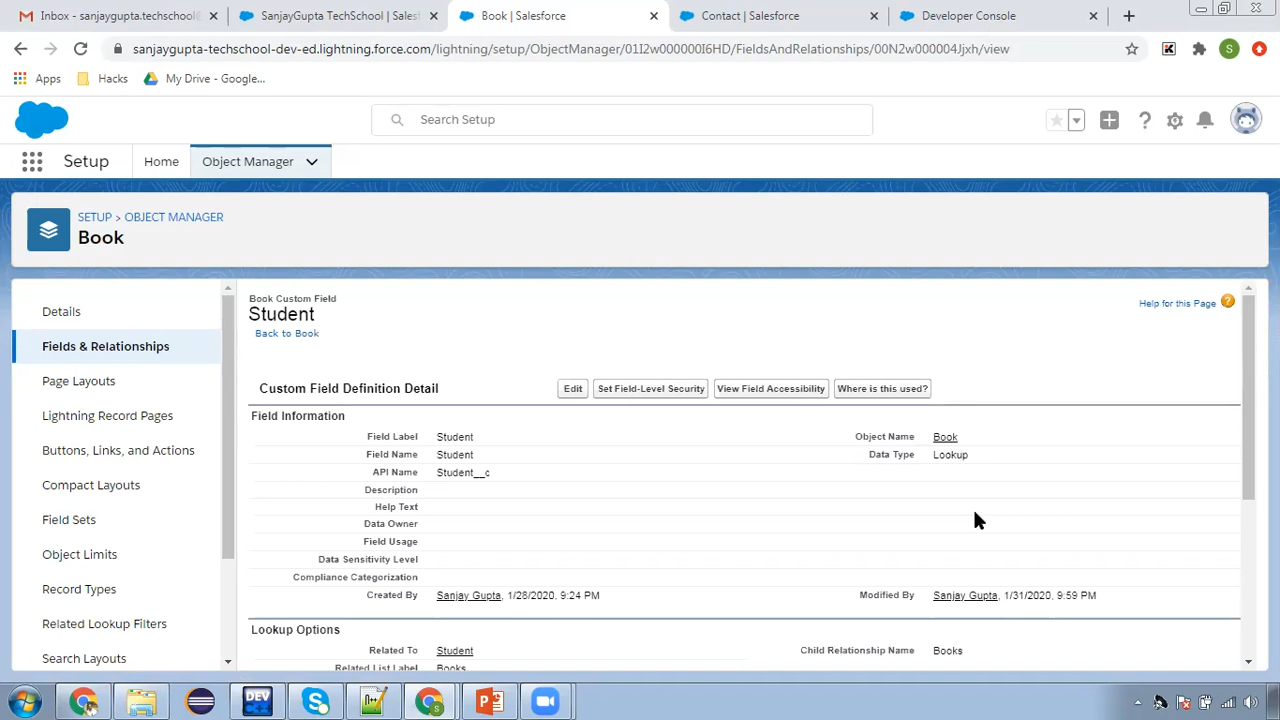 Inbox - sanjaygupta.techschool@
SanjayGupta TechSchool | Salesf
Book | Salesforce
Contact | Salesforce
Developer Console
sanjaygupta-techschool-dev-ed.lightning.force.com/lightning/setup/ObjectManager/01I2w000000I6HD/FieldsAndRelationships/00N2w000004Jjxh/view
S
Apps
Hacks
My Drive - Google...
Search Setup
Setup
Home
Object Manager
SETUP > OBJECT MANAGER
Book
Details
Fields & Relationships
Page Layouts
Lightning Record Pages
Buttons, Links, and Actions
Compact Layouts
Field Sets
Object Limits
Record Types
Related Lookup Filters
Search Layouts
Book Custom Field
Student
Back to Book
Help for this Page
Custom Field Definition Detail
Edit
Set Field-Level Security
View Field Accessibility
Where is this used?
Field Information
Field Label Student Object Name Book
Field Name Student Data Type Lookup
API Name Student__c
Description
Help Text
Data Owner
Field Usage
Data Sensitivity Level
Compliance Categorization
Created By Sanjay Gupta, 1/28/2020, 9:24 PM Modified By Sanjay Gupta, 1/31/2020, 9:59 PM
Lookup Options
Related To Student Child Relationship Name Books
Related List Label Books
DEV
C++